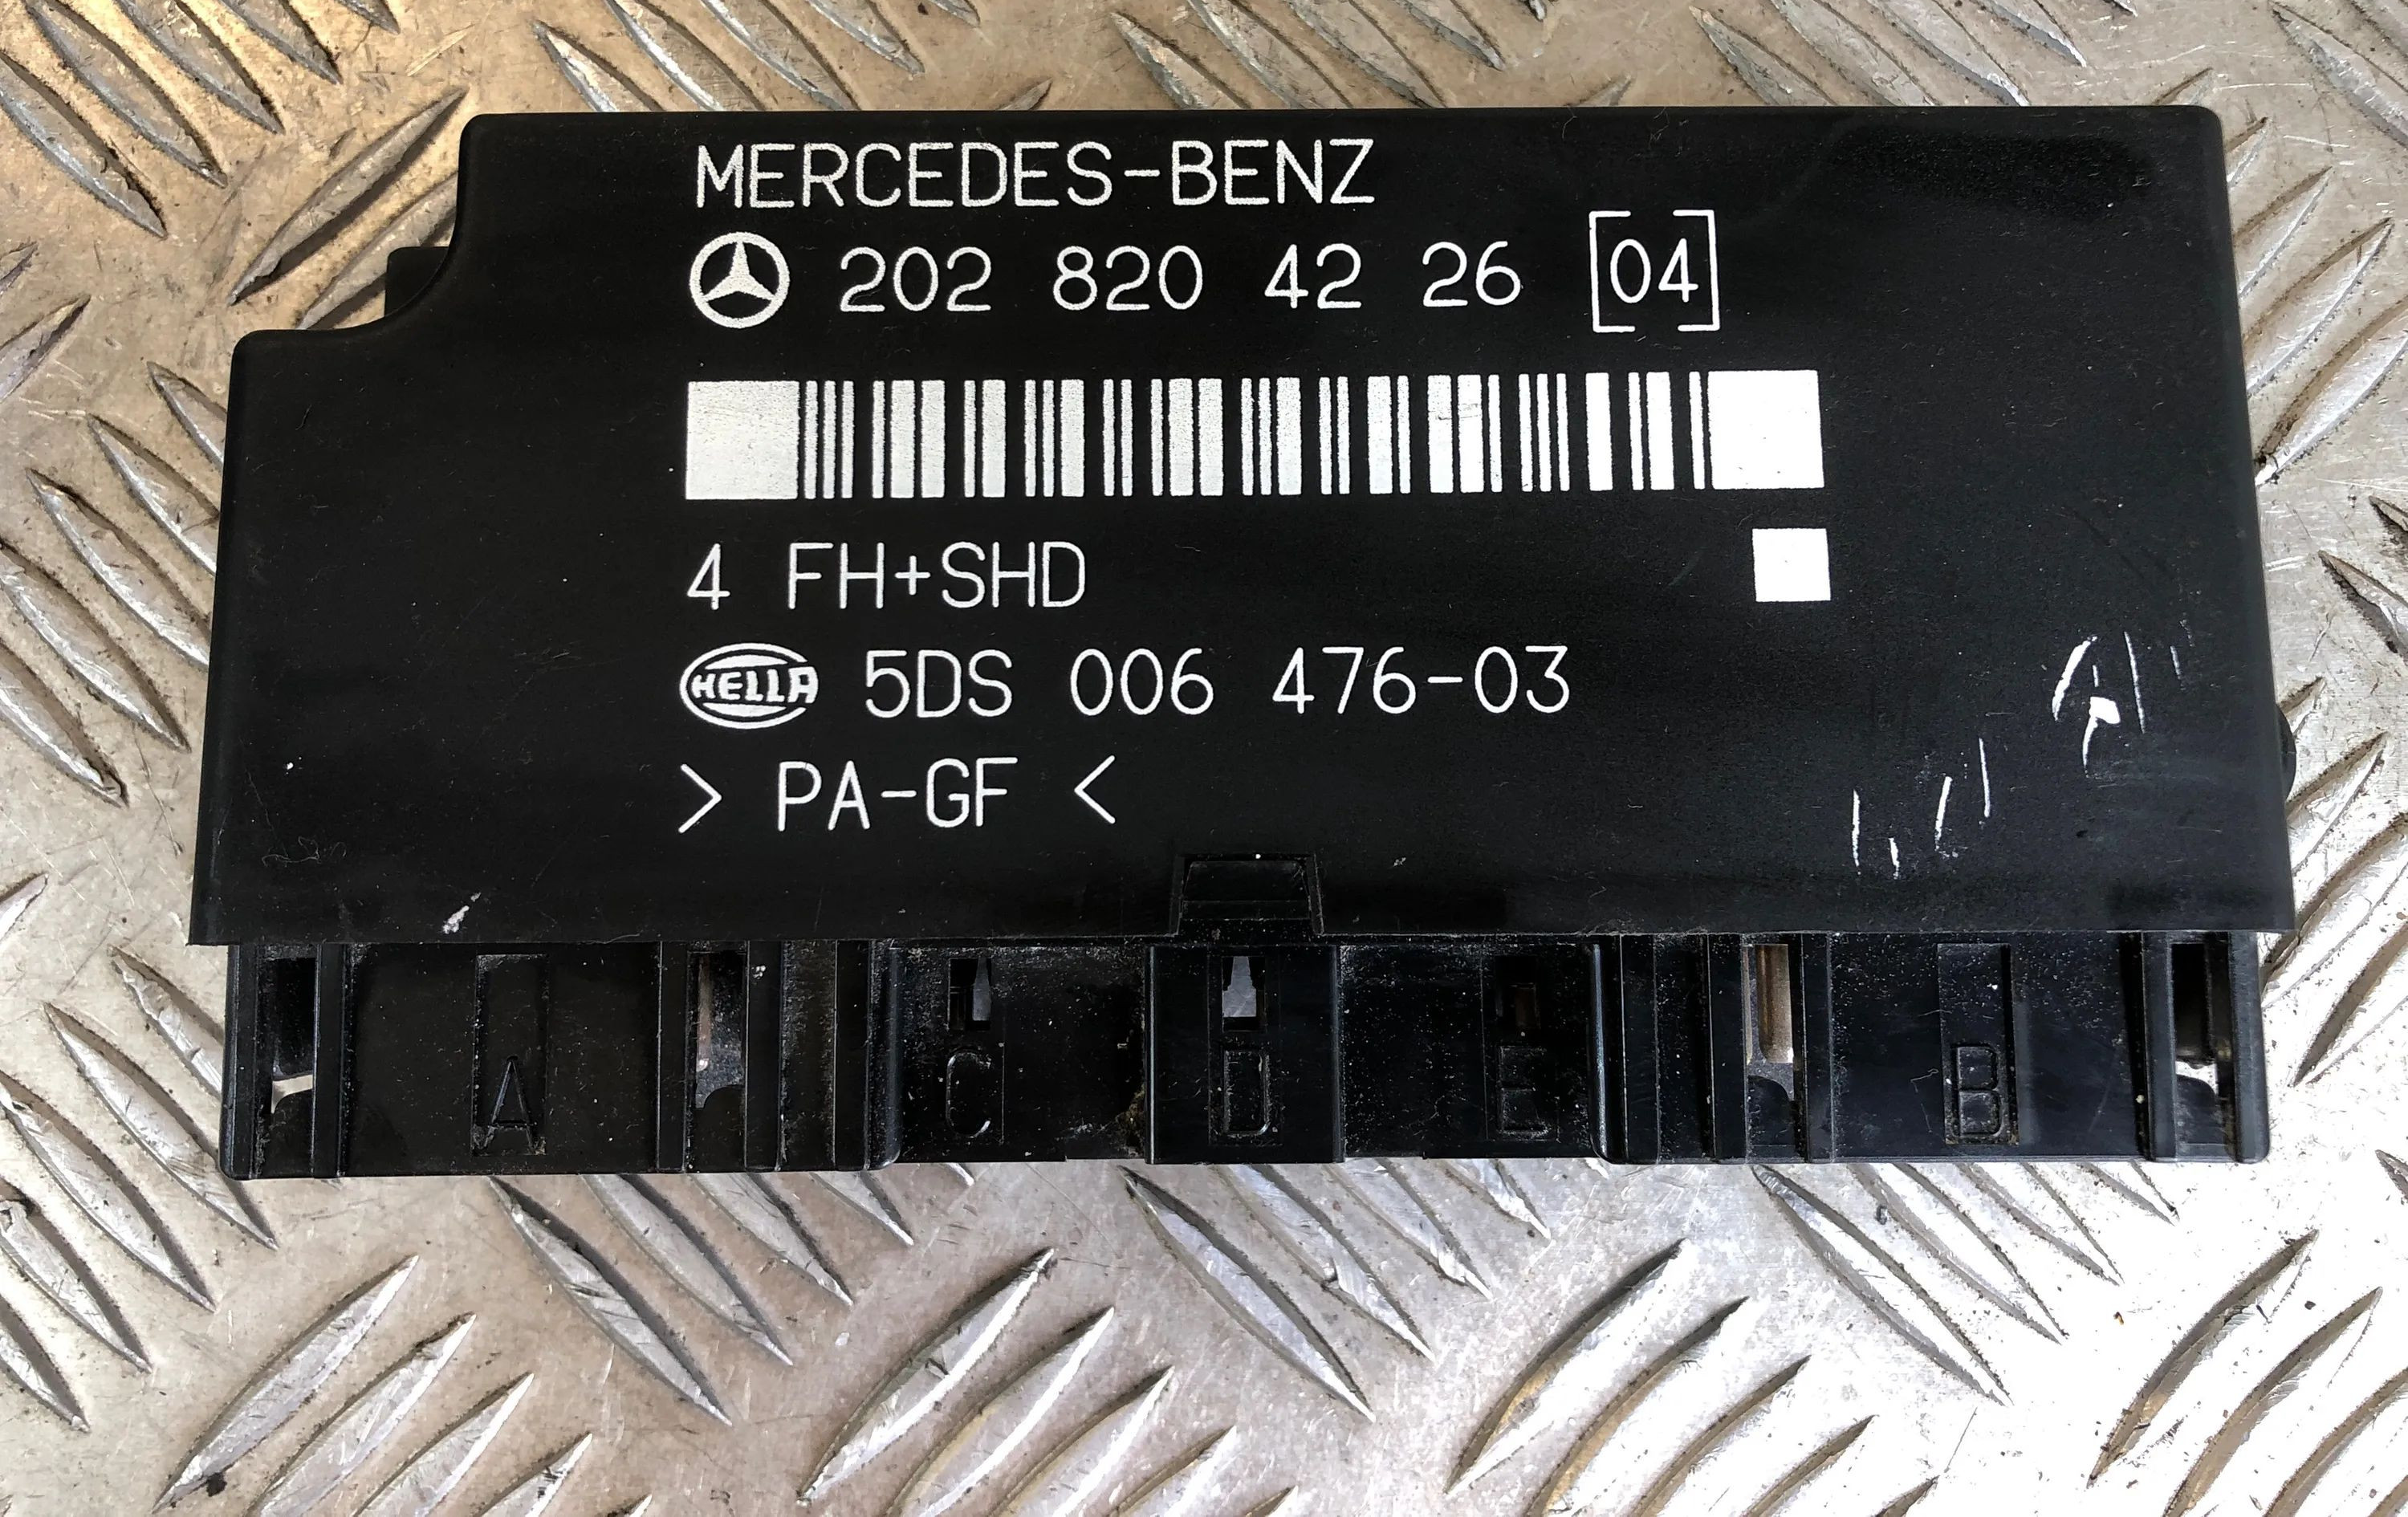 MERCEDES-BENZ
202 820 42 26 [04]
4 FH+SHD
HELLA 5DS 006 476-03
> PA-GF <
A C D E B